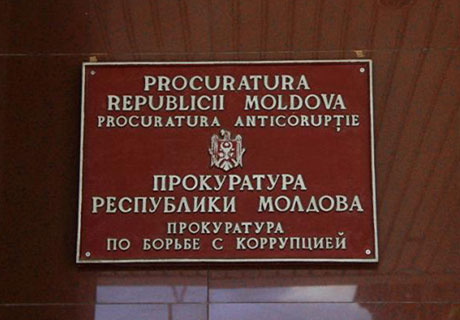 PROCURATURA
REPUBLICII MOLDOVA
PROCURATURA ANTICORUPȚIE
ПРОКУРАТУРА
РЕСПУБЛИКИ МОЛДОВА
ПРОКУРАТУРА
ПО БОРЬБЕ С КОРРУПЦИЕЙ